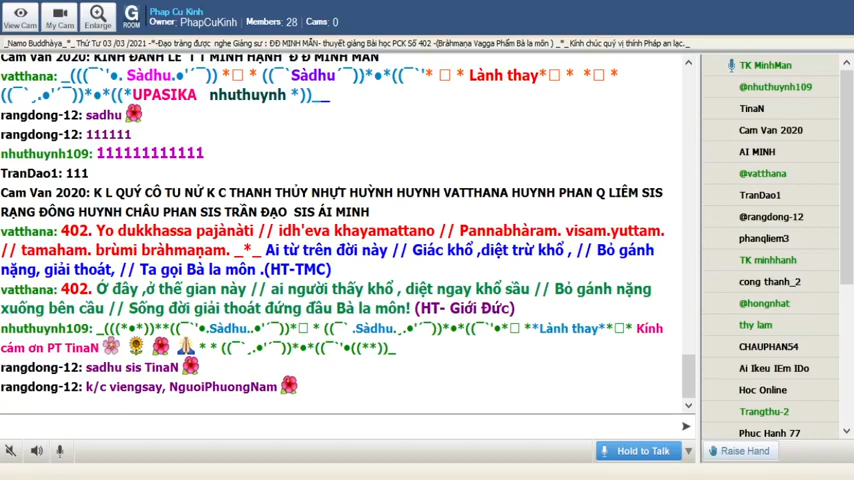 View Cam
My Cam
Enlarge
G
ROOM
Phap Cu Kinh
Owner: PhapCuKinh , Members: 28 , Cams: 0
_Namo Buddhàya_*_ Thứ Tư 03 /03 /2021 -*-Đạo tràng được nghe Giảng sư : ĐĐ MINH MẪN- thuyết giảng Bài học PCK Số 402 -(Bràhmaṇa Vagga Phẩm Bà la môn ) _*_ Kính chúc quý vị thính Pháp an lạc._
vatthana: _(((¯`'•. Sàdhu.•'´¯)) *□ * ((¯`Sàdhu´¯))*•*((¯`'* □ * Lành thay*□ * *□ *
((¯`¸.•'´¯)*•*((*UPASIKA nhuthuynh *))__
rangdong-12: sadhu
rangdong-12: 111111
nhuthuynh109: 111111111111
TranDao1: 111
Cam Van 2020: K L QUÝ CÔ TU NỬ K C THANH THỦY NHỰT HUỲNH HUYNH VATTHANA HUYNH PHAN Q LIÊM SIS
RẠNG ĐÔNG HUYNH CHÂU PHAN SIS TRẦN ĐẠO SIS ÁI MINH
vatthana: 402. Yo dukkhassa pajànàti // idh'eva khayamattano // Pannabhàram. visam.yuttam.
// tamaham. brùmi bràhmaṇam. _*_ Ai từ trên đời này // Giác khổ ,diệt trừ khổ , // Bỏ gánh
nặng, giải thoát, // Ta gọi Bà la môn .(HT-TMC)
vatthana: 402. Ở đây ,ở thế gian này // ai người thấy khổ , diệt ngay khổ sầu // Bỏ gánh nặng
xuống bên cầu // Sống đời giải thoát đứng đầu Bà la môn! (HT- Giới Đức)
nhuthuynh109: _(((*•*))**((¯`'•.Sàdhu..•'´¯))*□ * ((¯` .Sàdhu.¸.•'´¯))*•*((¯`'•*□ **Lành thay**□* Kính
cám ơn PT TinaN * * ((¯`¸.•'´¯)*•*((¯`'•((**))_
rangdong-12: sadhu sis TinaN
rangdong-12: k/c viengsay, NguoiPhuongNam
Hold to Talk
Raise Hand
TK MinhMan
@nhuthuynh109
TinaN
Cam Van 2020
AI MINH
@vatthana
TranDao1
@rangdong-12
phanqliem3
TK minhhanh
cong thanh_2
@hongnhat
thy lam
CHAUPHAN54
Ai Ikeu IEm IDo
Hoc Online
Trangthu-2
Phuc Hanh 77